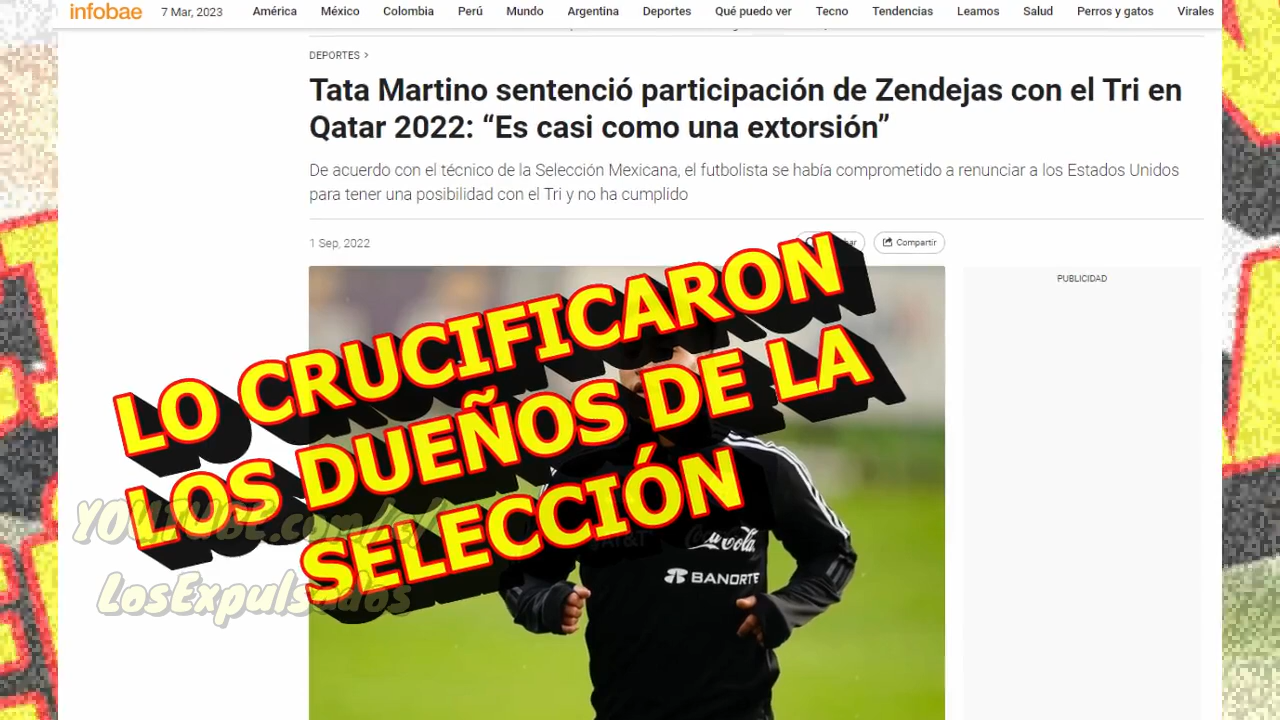 infobae 7 Mar, 2023 América México Colombia Perú Mundo Argentina Deportes Qué puedo ver Tecno Tendencias Leamos Salud Perros y gatos Virales
DEPORTES >
Tata Martino sentenció participación de Zendejas con el Tri en
Qatar 2022: “Es casi como una extorsión”
De acuerdo con el técnico de la Selección Mexicana, el futbolista se había comprometido a renunciar a los Estados Unidos
para tener una posibilidad con el Tri y no ha cumplido
1 Sep, 2022
Compartir
PUBLICIDAD
LO CRUCIFICARON
LOS DUEÑOS DE LA
SELECCIÓN
YOUTUBE.com/c/
LosExpulsados
Coca-Cola
BANORTE